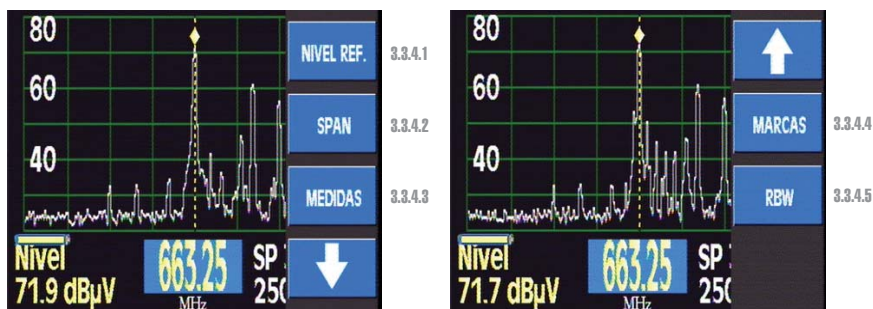 80
60
40
Nivel
71.9 dBµV
663.25
MHz
SP
250
NIVEL REF.
SPAN
MEDIDAS
3.3.4.1
3.3.4.2
3.3.4.3
80
60
40
Nivel
71.7 dBµV
663.25
MHz
SP
250
MARCAS
RBW
3.3.4.4
3.3.4.5